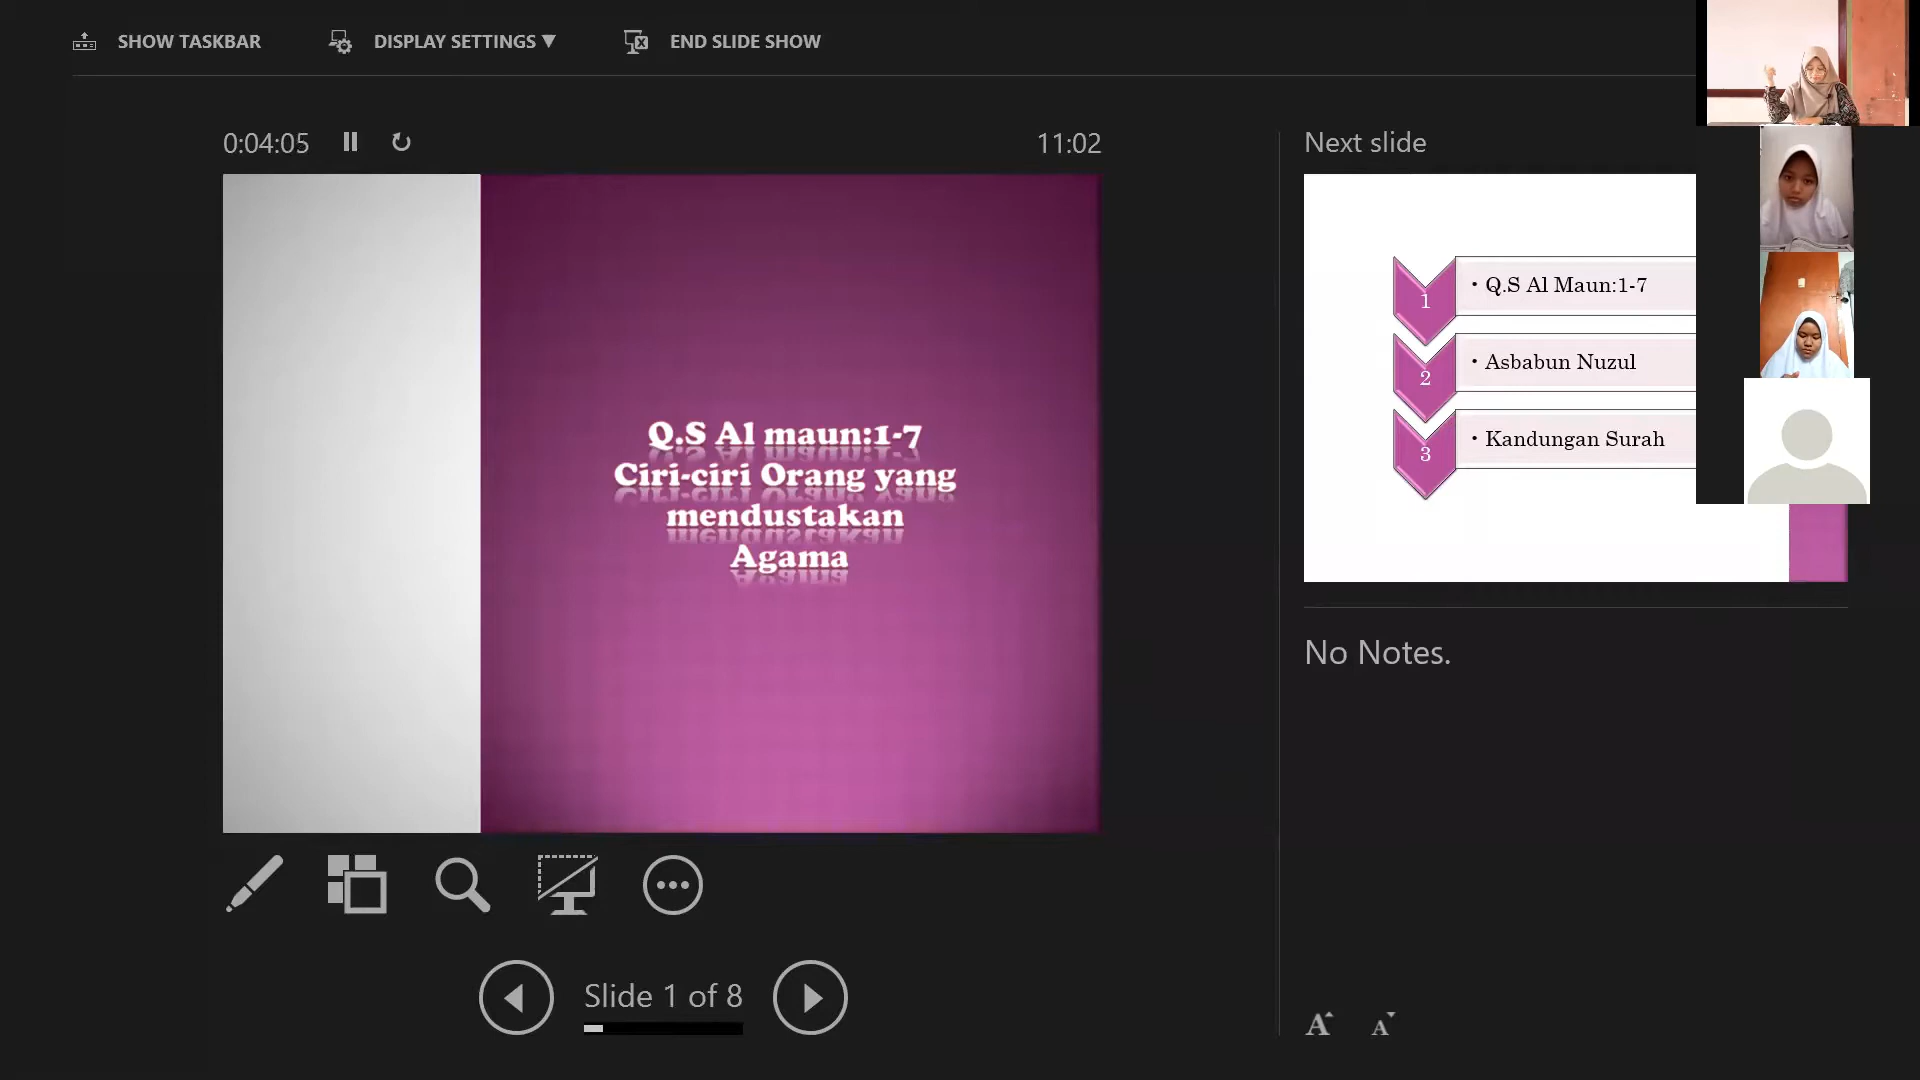 SHOW TASKBAR
DISPLAY SETTINGS ▼
END SLIDE SHOW
0:04:05
11:02
Q.S Al maun:1-7
Ciri-ciri Orang yang
mendustakan
Agama
Slide 1 of 8
Next slide
1
• Q.S Al Maun:1-7
2
• Asbabun Nuzul
3
• Kandungan Surah
No Notes.
A A